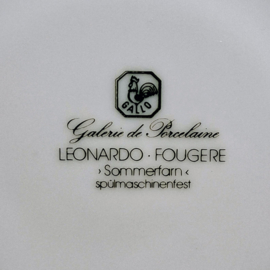 GALLO
Galerie de Porcelaine
LEONARDO · FOUGERE
› Sommerfarn ‹
spülmaschinenfest